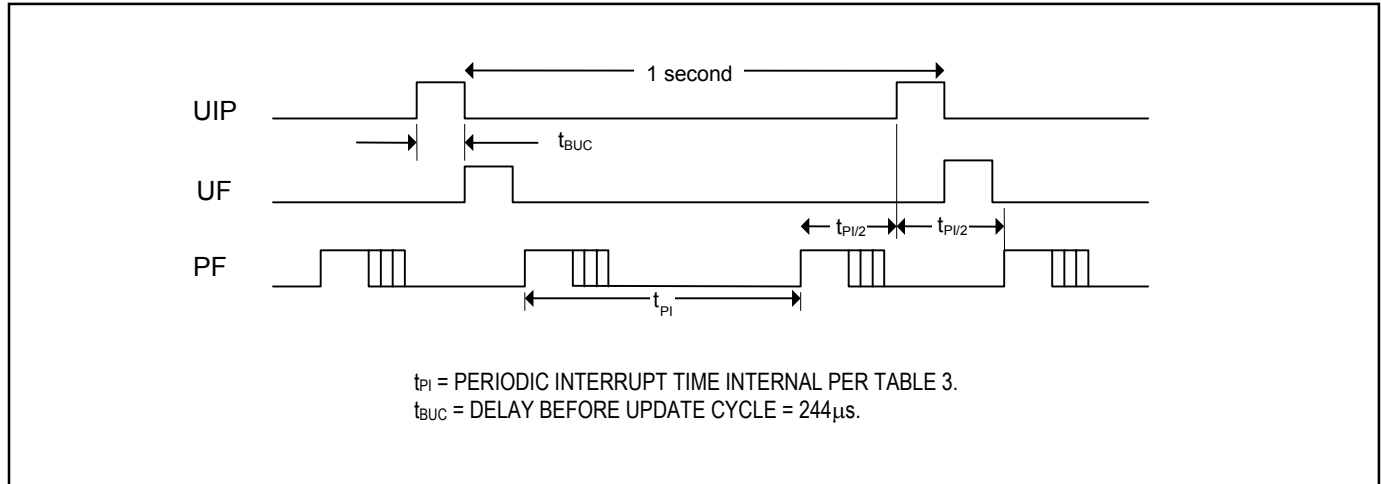 1 second
UIP
tBUC
UF
tPI/2 tPI/2
PF
tPI
tPI = PERIODIC INTERRUPT TIME INTERNAL PER TABLE 3.
tBUC = DELAY BEFORE UPDATE CYCLE = 244µs.